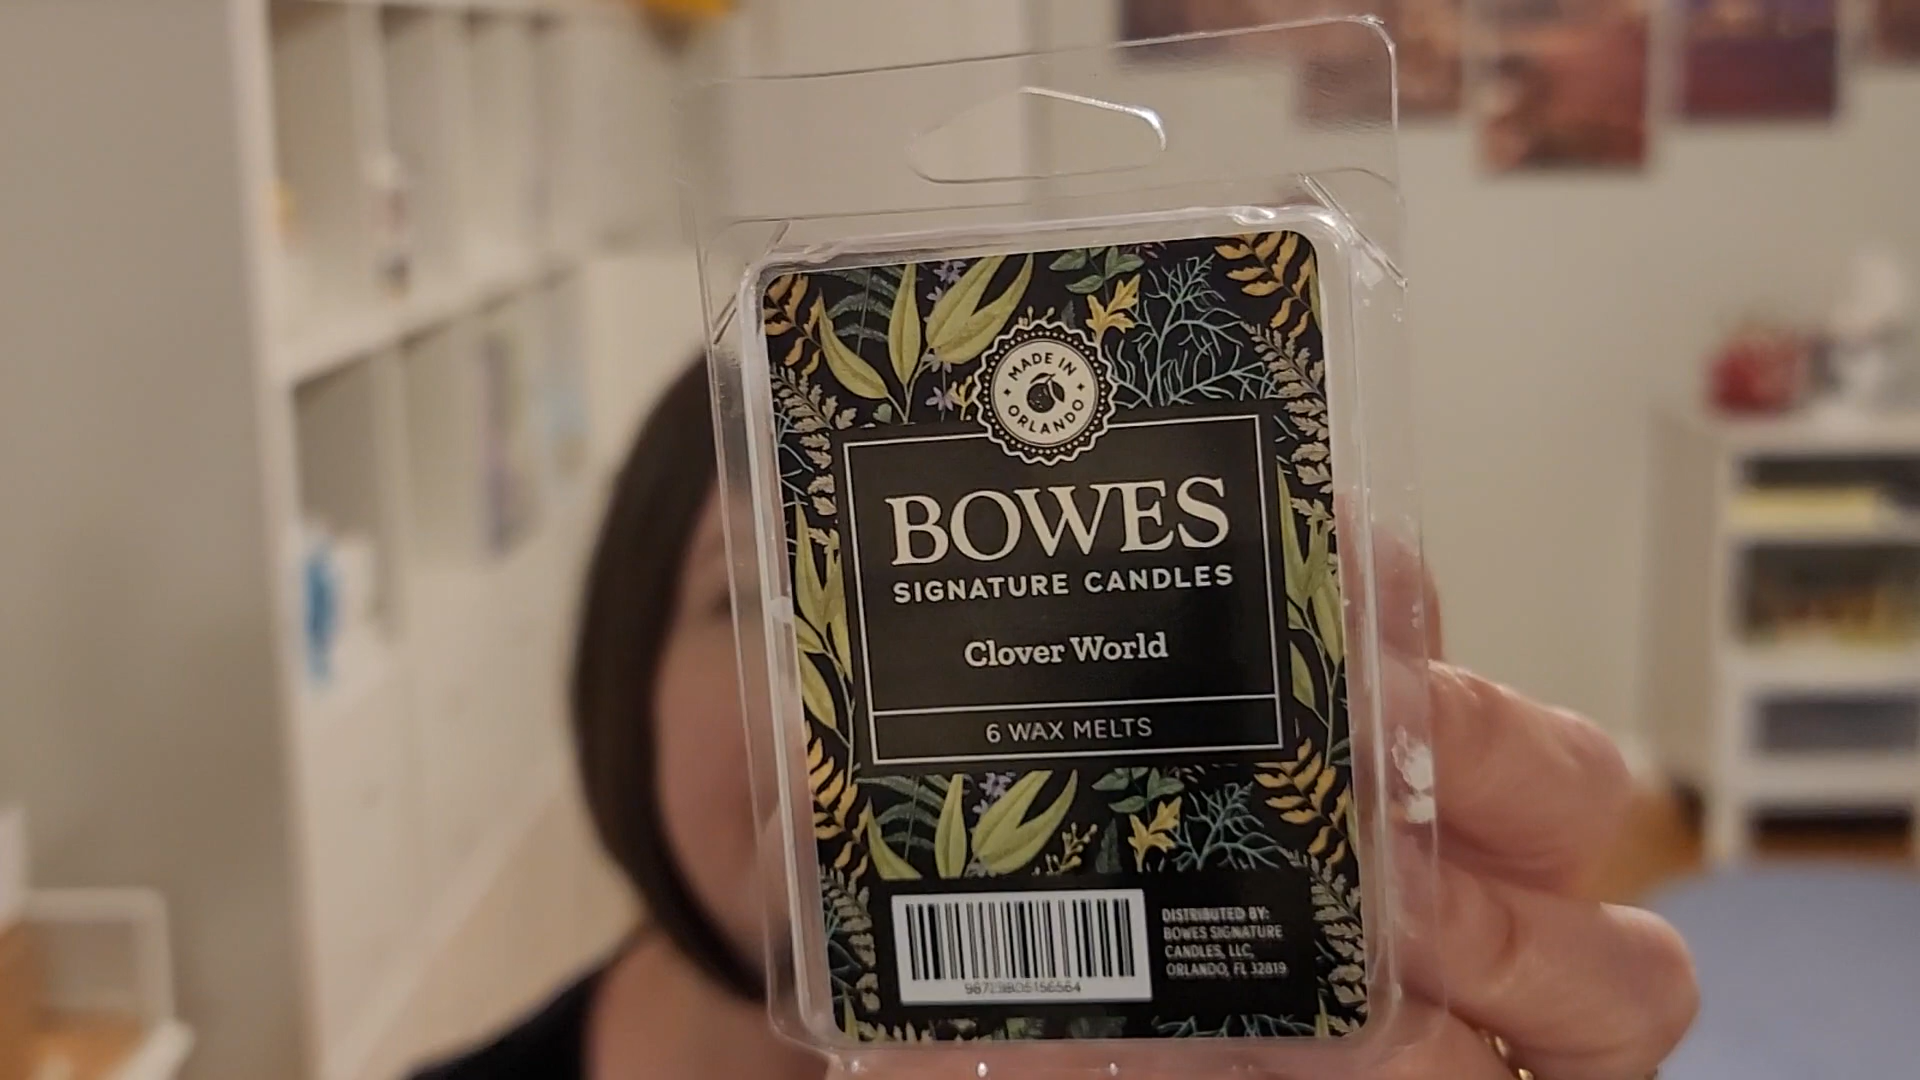 MADE IN
ORLANDO
BOWES
SIGNATURE CANDLES
Clover World
6 WAX MELTS
DISTRIBUTED BY:
BOWES SIGNATURE
CANDLES, LLC,
ORLANDO, FL 32819